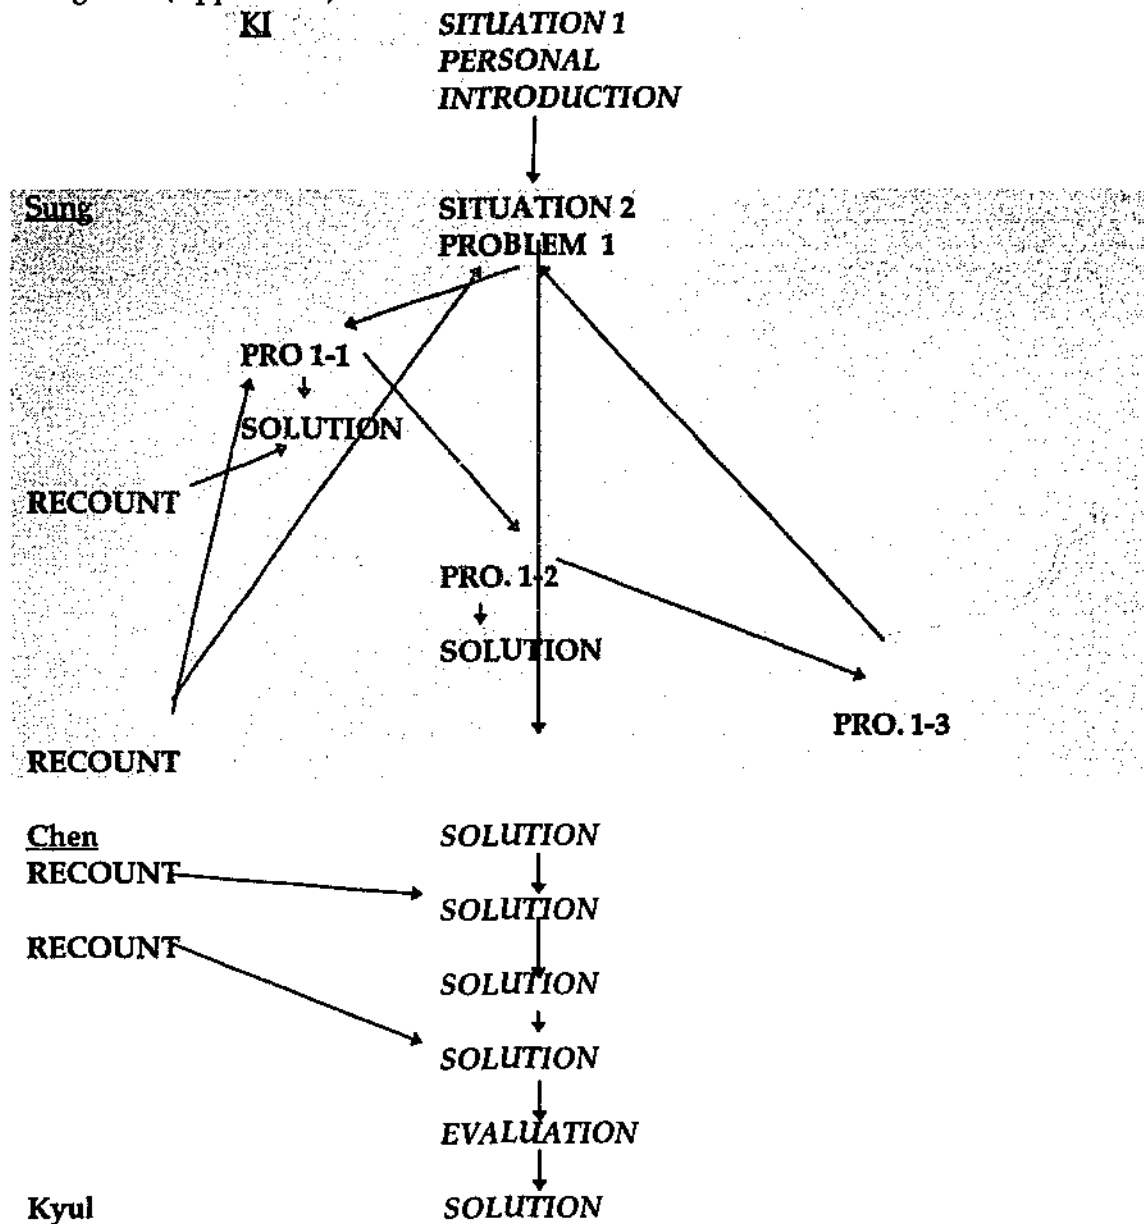 KI SITUATION 1
PERSONAL
INTRODUCTION
Sung SITUATION 2
PROBLEM 1
PRO 1-1
SOLUTION
RECOUNT
PRO. 1-2
SOLUTION
PRO. 1-3
RECOUNT
Chen SOLUTION
RECOUNT
SOLUTION
RECOUNT
SOLUTION
SOLUTION
EVALUATION
Kyul SOLUTION